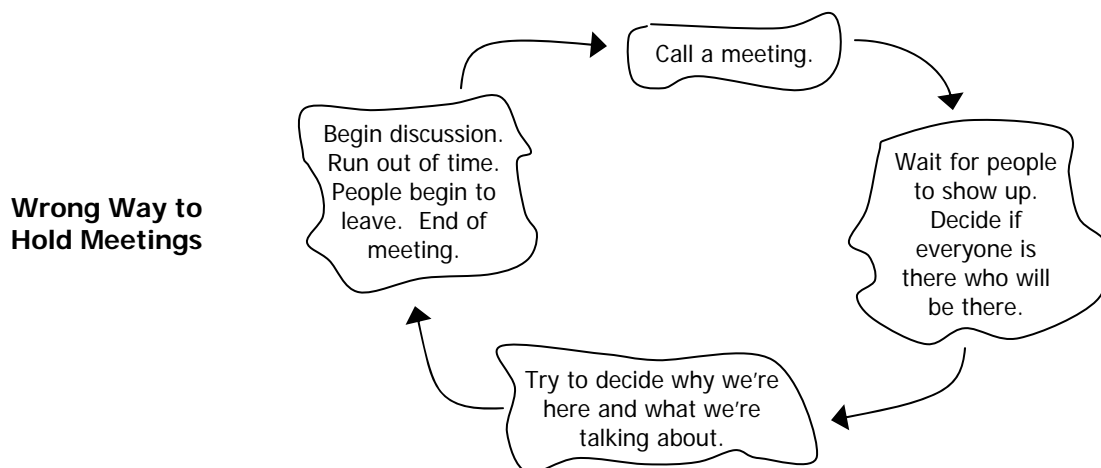 Wrong Way to
Hold Meetings
Call a meeting.
Wait for people
to show up.
Decide if
everyone is
there who will
be there.
Try to decide why we're
here and what we're
talking about.
Begin discussion.
Run out of time.
People begin to
leave.  End of
meeting.